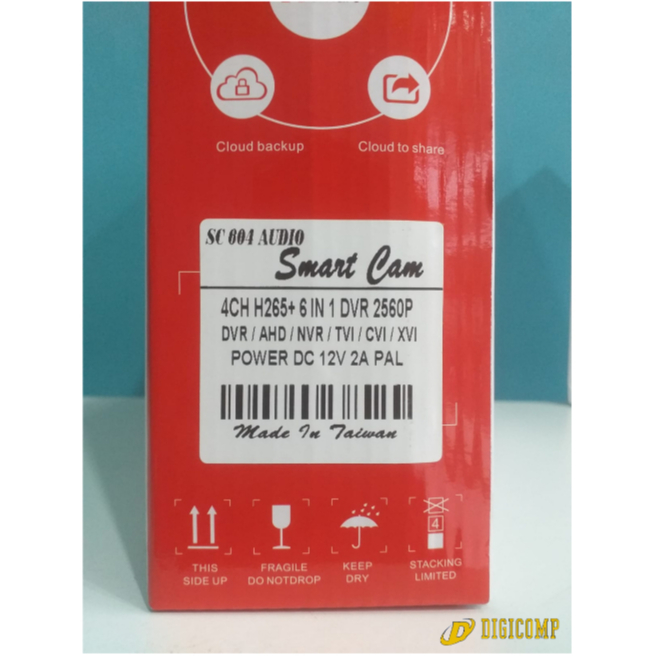 Cloud backup
Cloud to share
SC 604 AUDIO
Smart Cam
4CH H265+ 6 IN 1 DVR 2560P
DVR / AHD / NVR / TVI / CVI / XVI
POWER DC 12V 2A PAL
Made In Taiwan
4
THIS
SIDE UP
FRAGILE
DO NOTDROP
KEEP
DRY
STACKING
LIMITED
DIGICOMP